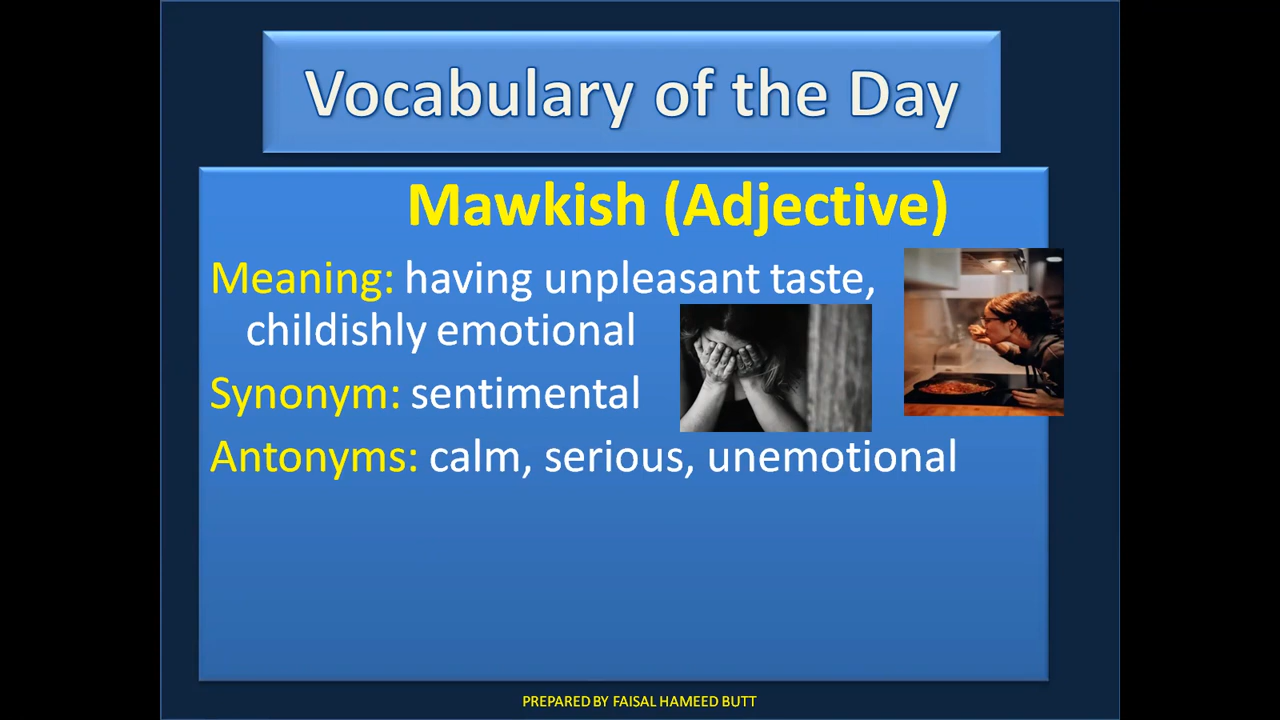 Vocabulary of the Day
Mawkish (Adjective)
Meaning: having unpleasant taste,
childishly emotional
Synonym: sentimental
Antonyms: calm, serious, unemotional
PREPARED BY FAISAL HAMEED BUTT